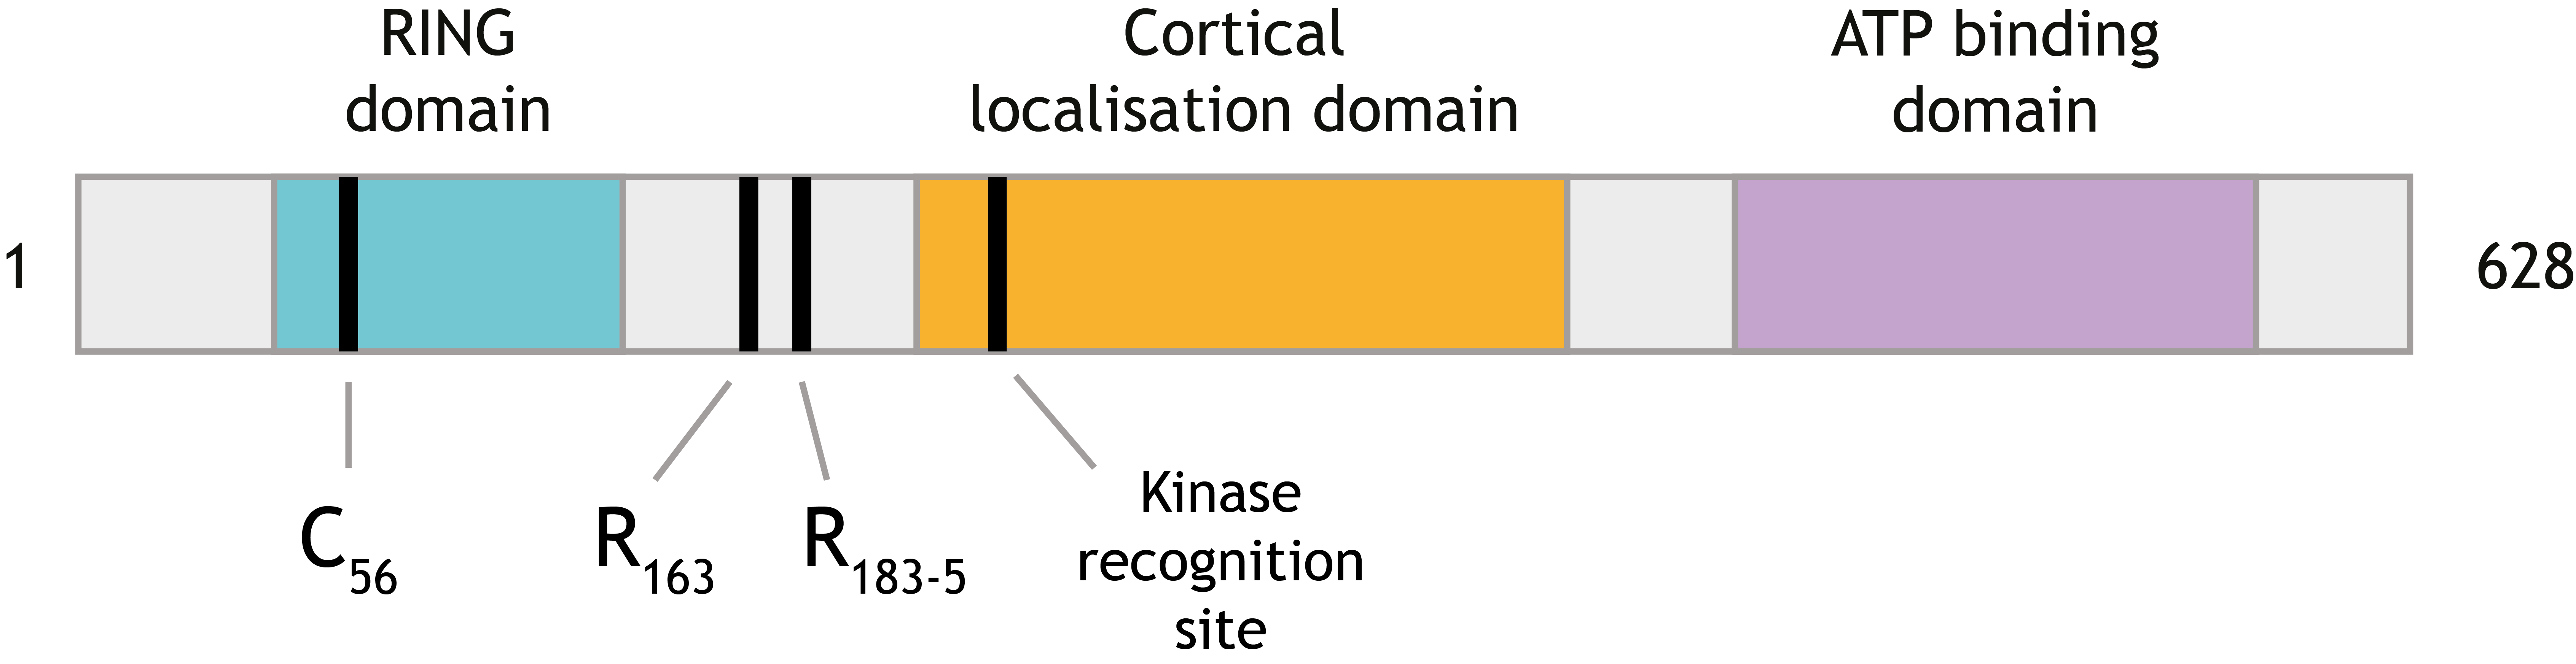 RING
domain
Cortical
localisation domain
ATP binding
domain
1
628
C56
R163
R183-5
Kinase
recognition
site